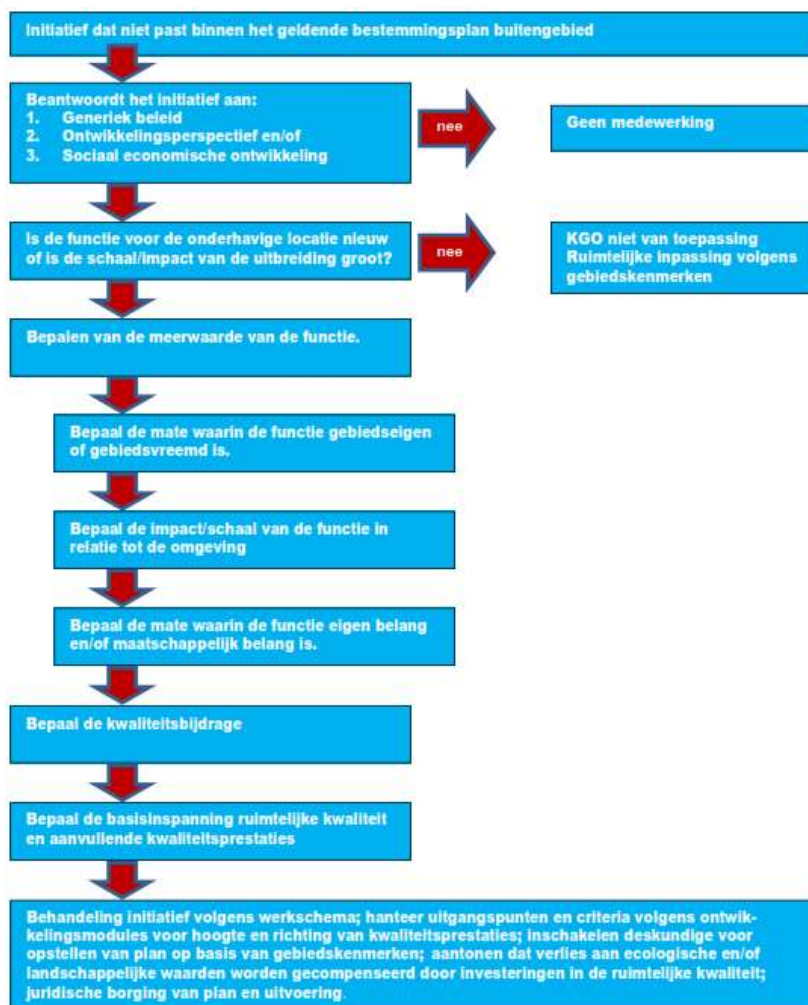 Initiatief dat niet past binnen het geldende bestemmingsplan buitengebied
Beantwoordt het initiatief aan:
1. Generiek beleid
2. Ontwikkelingsperspectief en/of
3. Sociaal economische ontwikkeling
nee
Geen medewerking
Is de functie voor de onderhavige locatie nieuw
of is de schaal/impact van de uitbreiding groot?
nee
KGO niet van toepassing
Ruimtelijke inpassing volgens
gebiedskenmerken
Bepalen van de meerwaarde van de functie.
Bepaal de mate waarin de functie gebiedseigen
of gebiedsvreemd is.
Bepaal de impact/schaal van de functie in
relatie tot de omgeving
Bepaal de mate waarin de functie eigen belang
en/of maatschappelijk belang is.
Bepaal de kwaliteitsbijdrage
Bepaal de basisinspanning ruimtelijke kwaliteit
en aanvullende kwaliteitsprestaties
Behandeling initiatief volgens werkschema; hanteer uitgangspunten en criteria volgens ontwik-
kelingsmodules voor hoogte en richting van kwaliteitsprestaties; inschakelen deskundige voor
opstellen van plan op basis van gebiedskenmerken; aantonen dat verlies aan ecologische en/of
landschappelijke waarden worden gecompenseerd door investeringen in de ruimtelijke kwaliteit;
juridische borging van plan en uitvoering.